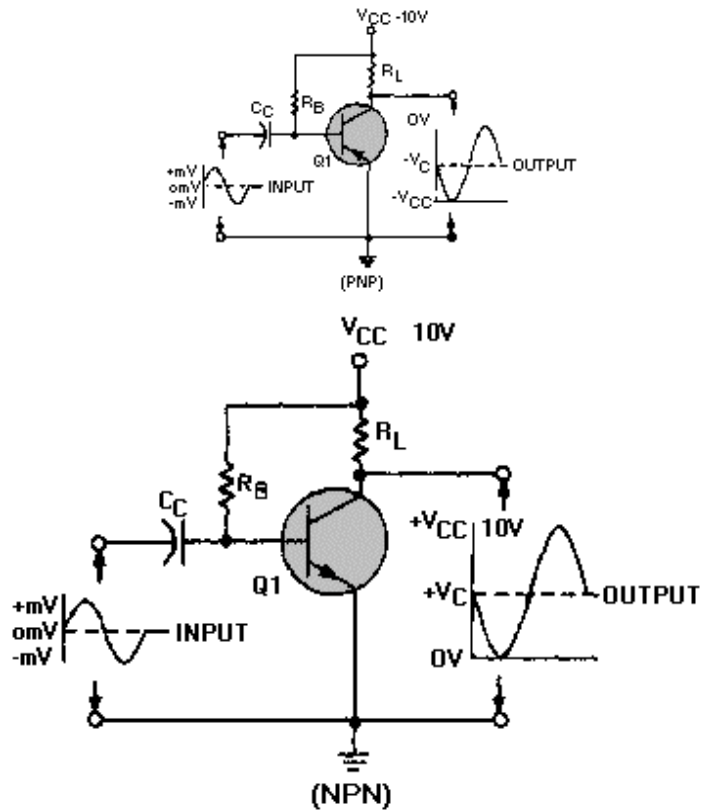 VCC -10V
RL
RB
CC
Q1
+mV
omV
-mV
INPUT
0V
-VC
-VCC
OUTPUT
(PNP)
VCC 10V
RL
RB
CC
Q1
+mV
omV
-mV
INPUT
+VCC 10V
+VC
0V
OUTPUT
(NPN)